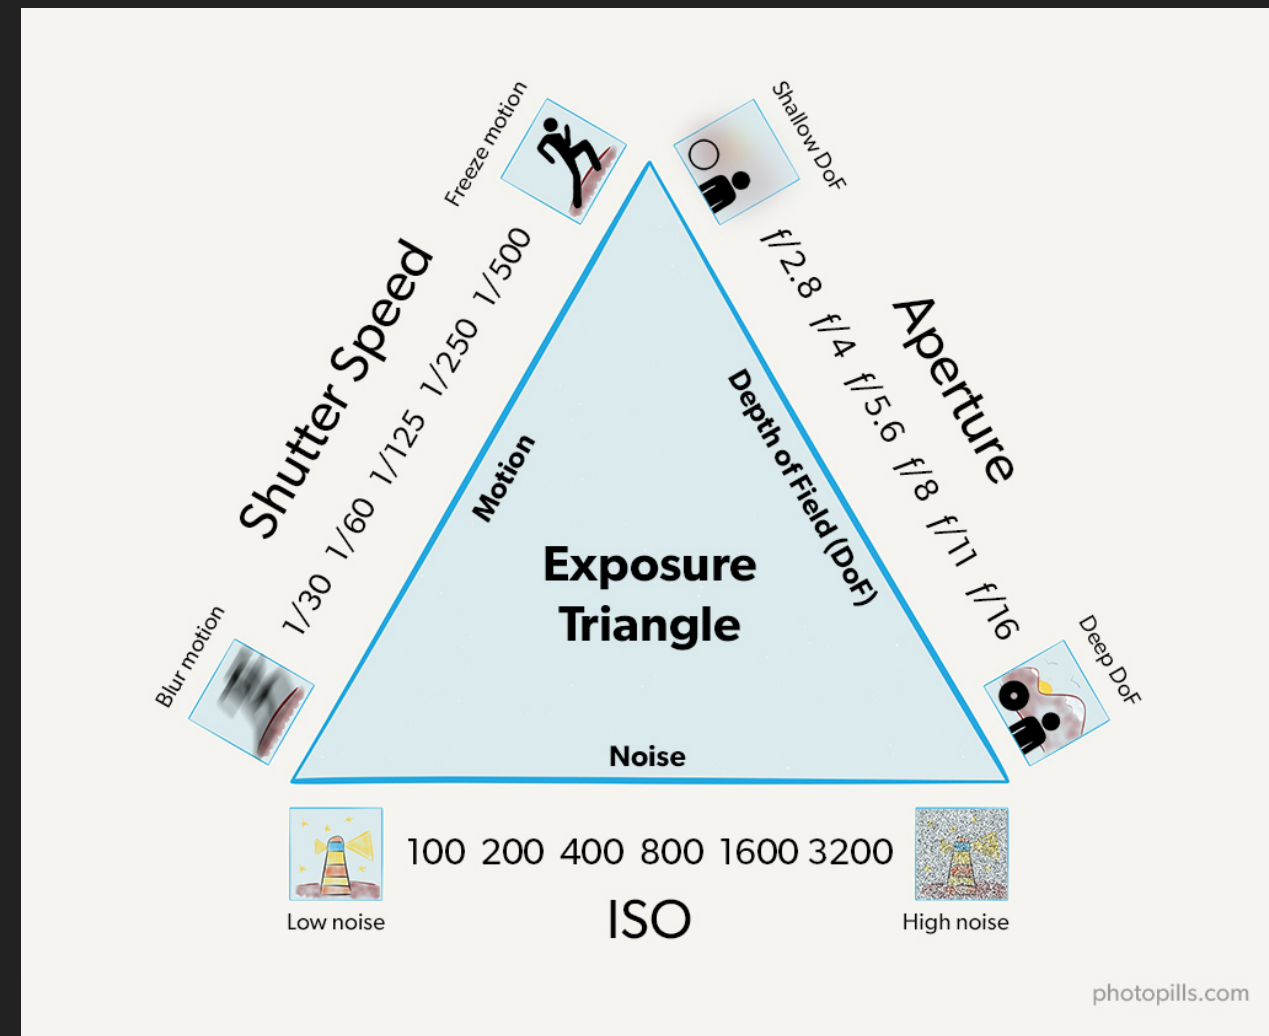 Freeze motion
Shallow DoF
Shutter Speed
1/30 1/60 1/125 1/250 1/500
f/2.8 f/4 f/5.6 f/8 f/11 f/16
Aperture
Motion
Depth of Field (DoF)
Exposure
Triangle
Blur motion
Deep DoF
Noise
100 200 400 800 1600 3200
Low noise
ISO
High noise
photopills.com